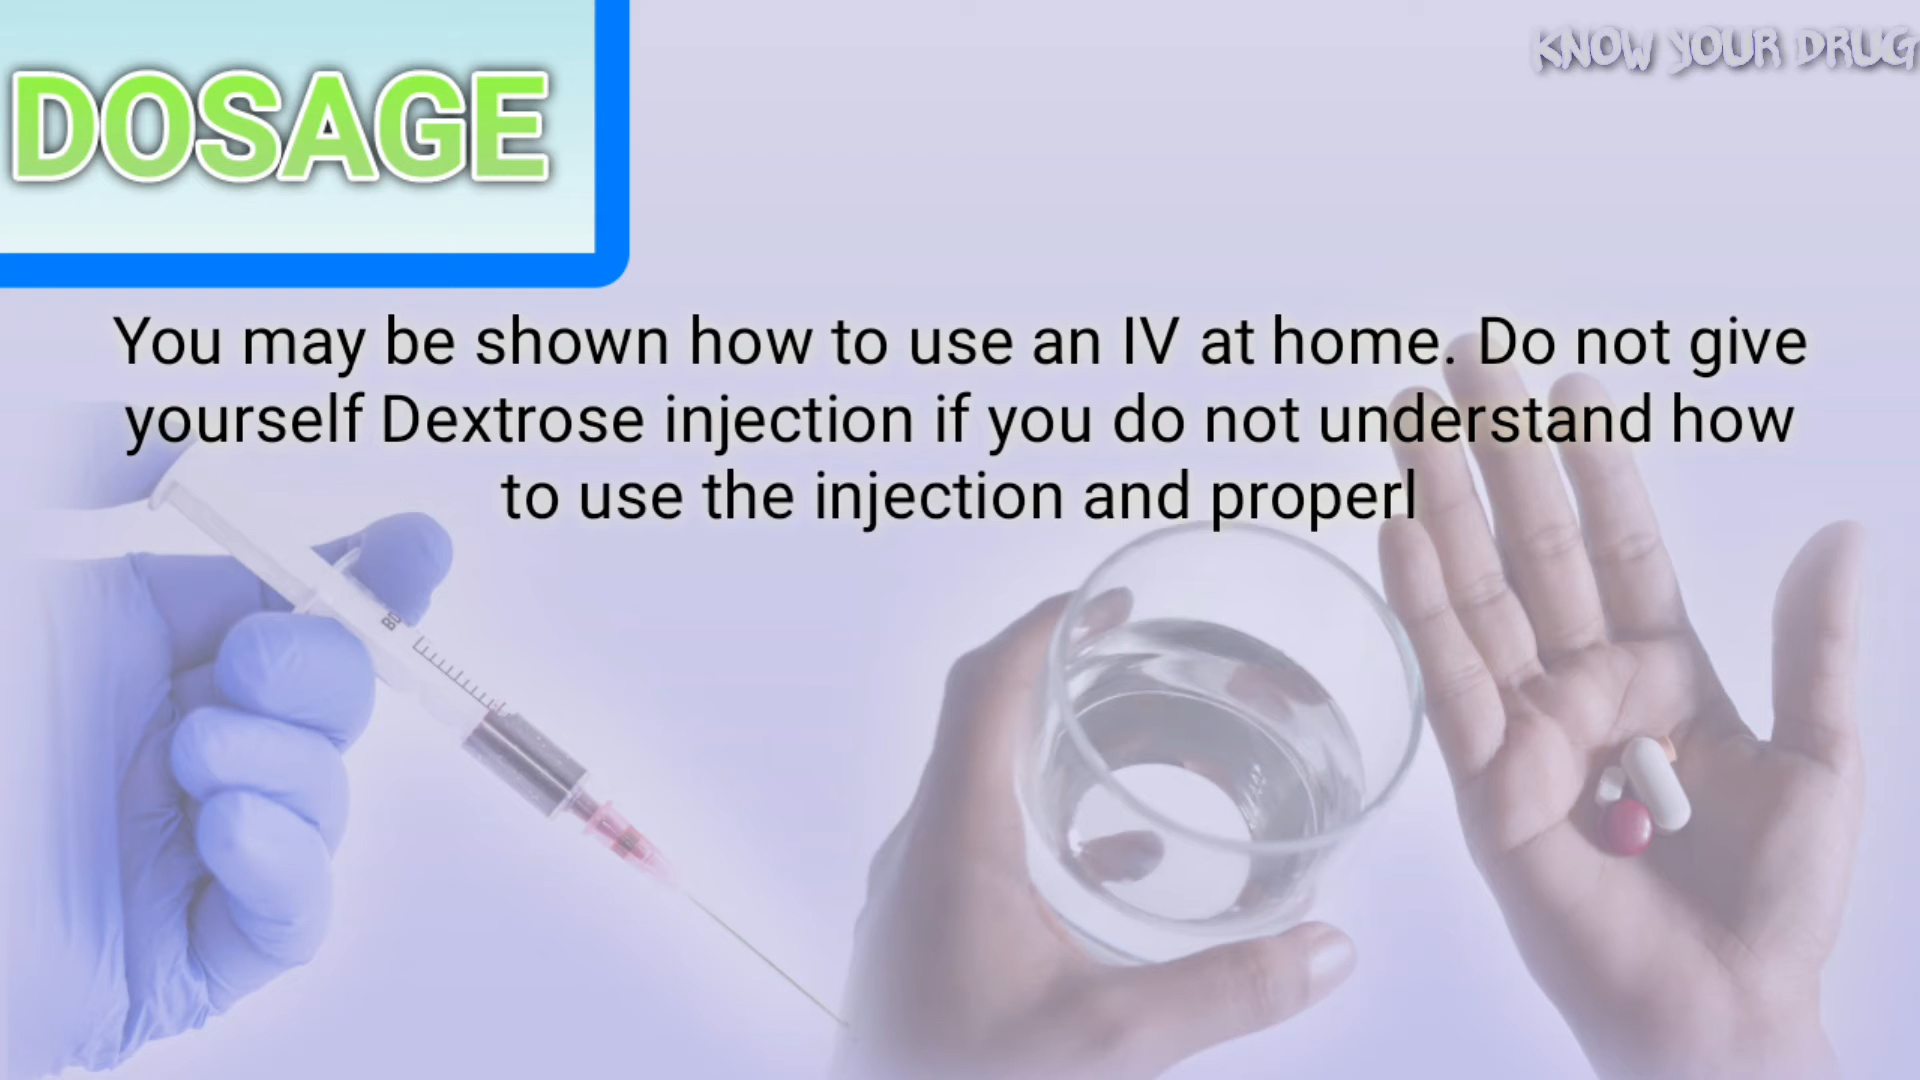 DOSAGE
KNOW YOUR DRUG
You may be shown how to use an IV at home. Do not give
yourself Dextrose injection if you do not understand how
to use the injection and properl